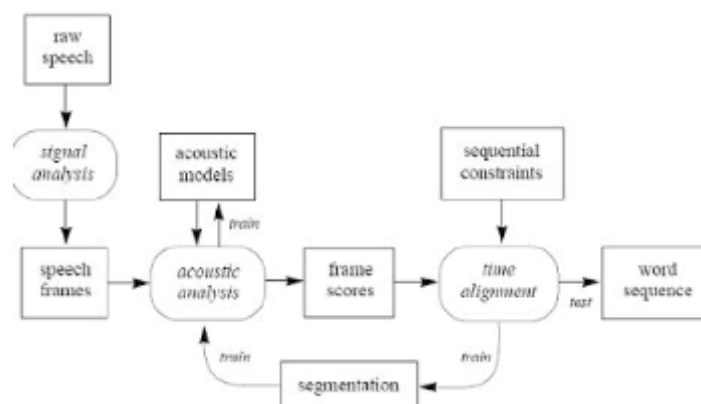 raw
speech
signal
analysis
acoustic
models
sequential
constraints
train
speech
frames
acoustic
analysis
frame
scores
time
alignment
test
word
sequence
train
train
segmentation